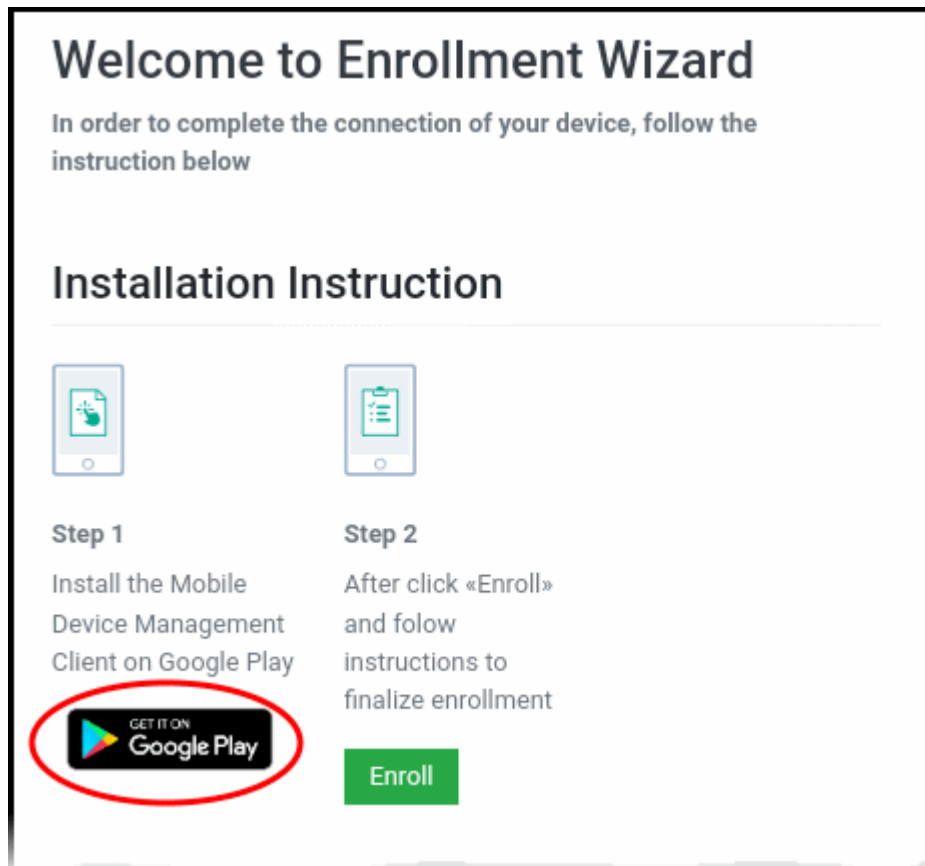 Welcome to Enrollment Wizard
In order to complete the connection of your device, follow the
instruction below
Installation Instruction
Step 1
Install the Mobile
Device Management
Client on Google Play
GET IT ON
Google Play
Step 2
After click «Enroll»
and folow
instructions to
finalize enrollment
Enroll